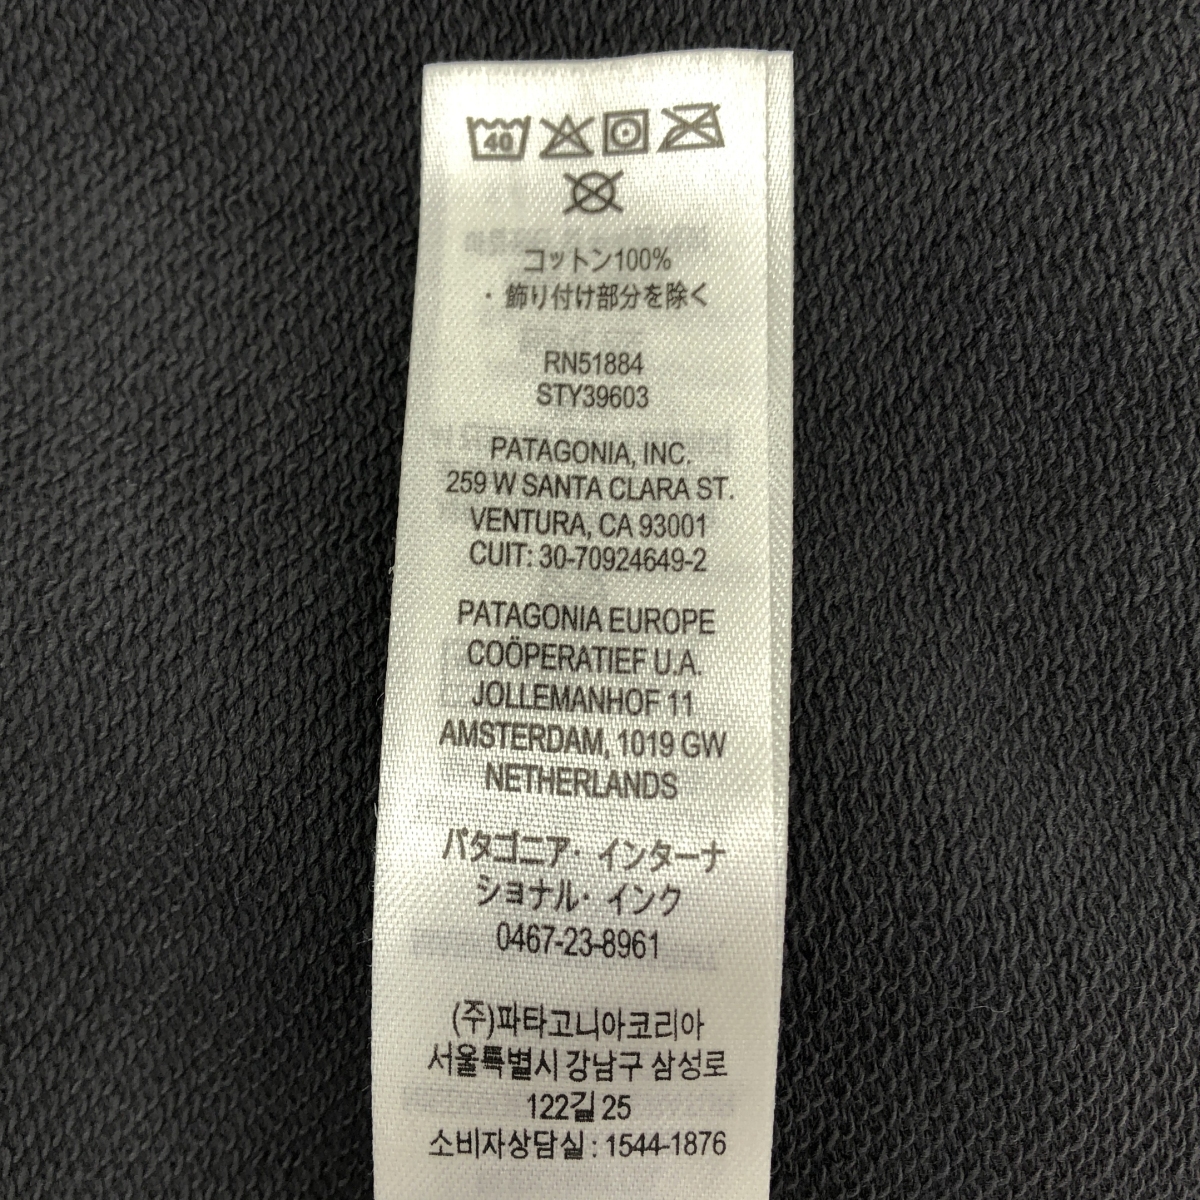 40
コットン100%
・飾り付け部分を除く
RN51884
STY39603
PATAGONIA, INC.
259 W SANTA CLARA ST.
VENTURA, CA 93001
CUIT: 30-70924649-2
PATAGONIA EUROPE
COÖPERATIEF U.A.
JOLLEMANHOF 11
AMSTERDAM, 1019 GW
NETHERLANDS
パタゴニア・インターナ
ショナル・インク
0467-23-8961
(주)파타고니아코리아
서울특별시 강남구 삼성로
122길 25
소비자상담실 : 1544-1876